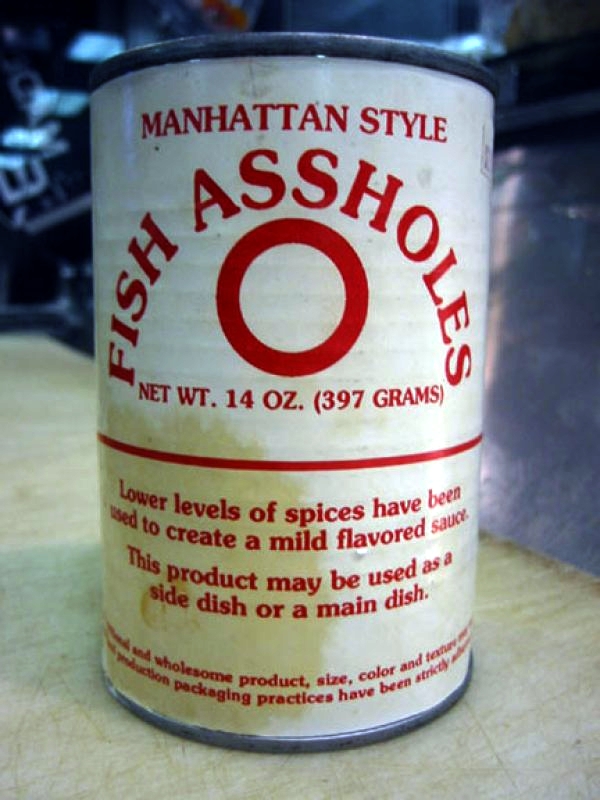 MANHATTAN STYLE
FISH ASSHOLES
NET WT. 14 OZ. (397 GRAMS)
Lower levels of spices have been
used to create a mild flavored sauce.
This product may be used as a
side dish or a main dish.
and wholesome product, size, color and texture
production packaging practices have been strictly